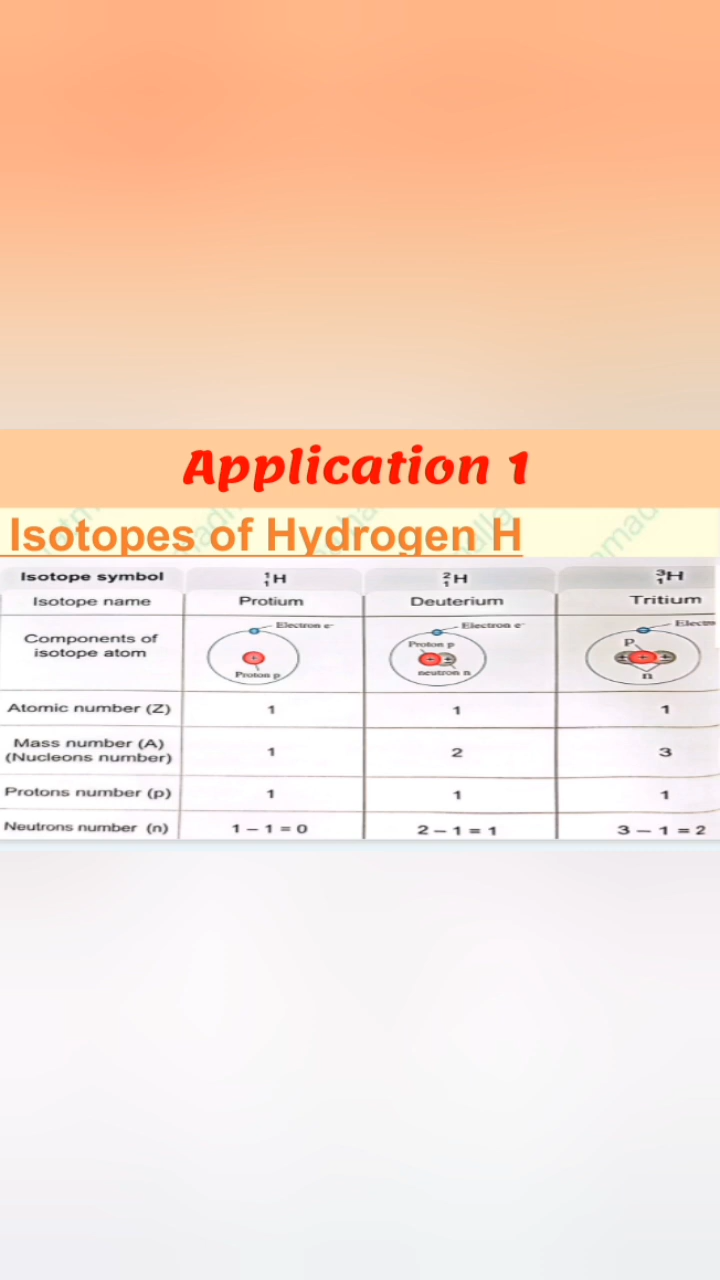 Application 1
Isotopes of Hydrogen H
Isotope symbol ¹₁H ²₁H ³₁H
Isotope name Protium Deuterium Tritium
Components of
isotope atom
Electron e⁻ Electron e⁻
Proton p
Proton p neutron n
P
n
Atomic number (Z) 1 1 1
Mass number (A)
(Nucleons number) 1 2 3
Protons number (p) 1 1 1
Neutrons number (n) 1 – 1 = 0 2 – 1 = 1 3 – 1 = 2